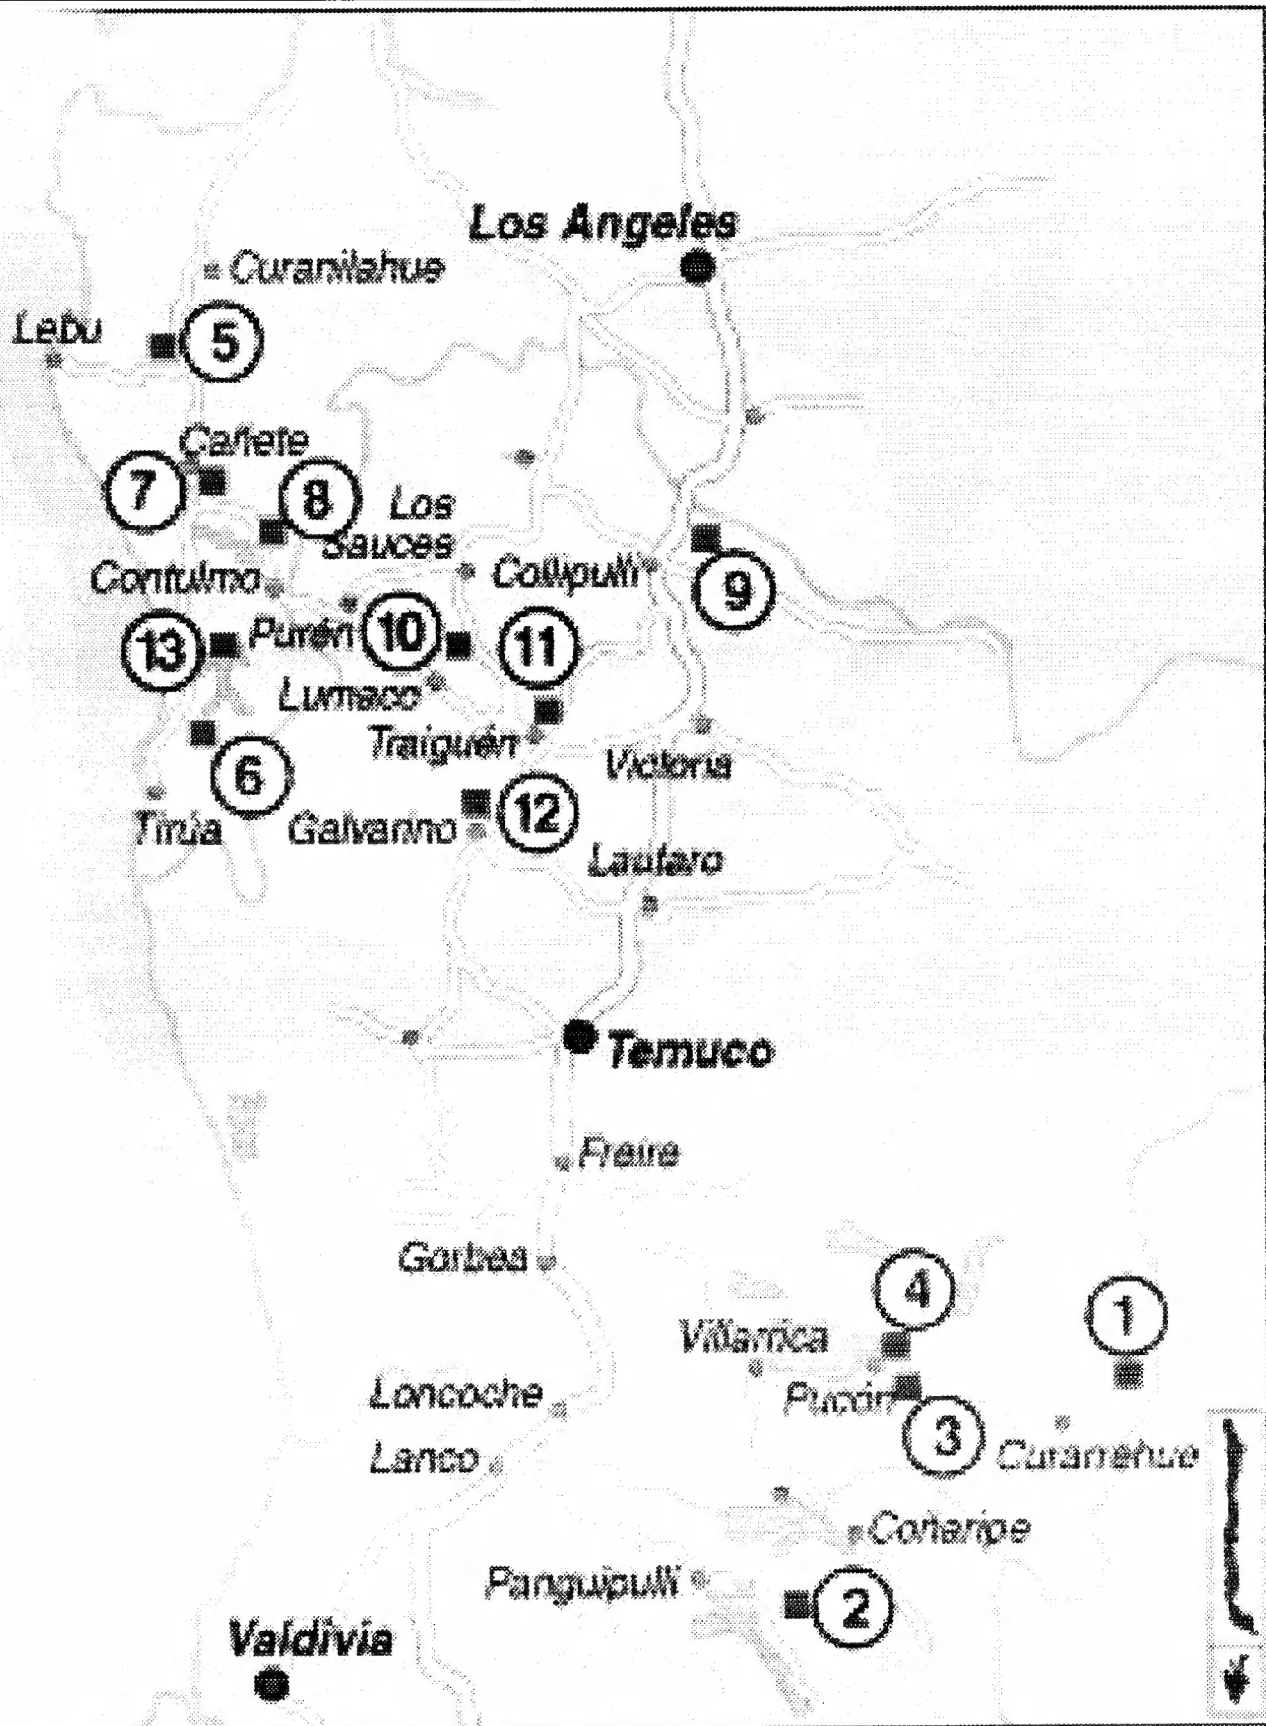 Los Angeles
Curanilahue
Lebu
5
Cañete
7
8
Los
Sauces
Collipulli
9
Contulmo
13
Purén
10
11
Lumaco
Traiguén
Victoria
6
12
Tirúa
Galvarino
Lautaro
Temuco
Freire
Gorbea
4
1
Villarrica
Pucón
Loncoche
3
Curarrehue
Lanco
Coñaripe
Panguipulli
2
Valdivia